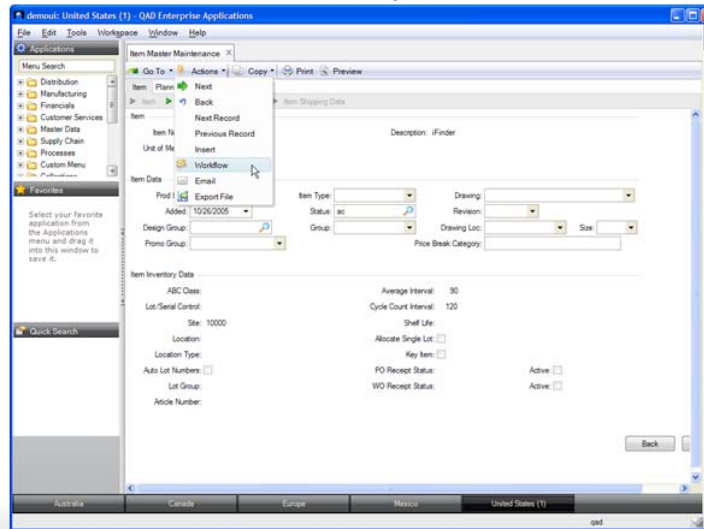 demoui: United States (1) - QAD Enterprise Applications
File Edit Tools Workspace Window Help
Applications
Menu Search
Distribution
Manufacturing
Financials
Customer Services
Master Data
Supply Chain
Processes
Custom Menu
Collections
Favorites
Select your favorite
application from
the Applications
menu and drag it
into this window to
save it.
Quick Search
Item Master Maintenance
Go To Actions Copy Print Preview
Item
Next
Back
Next Record
Previous Record
Insert
Workflow
Email
Export File
Item Item Shipping Data
Item
Description: iFinder
Item Data
Item Type: Drawing:
Added: 10/26/2005 Status: ac Revision:
Design Group: Group: Drawing Loc: Size:
Promo Group: Price Break Category:
Item Inventory Data
ABC Class: Average Interval: 90
Lot/Serial Control: Cycle Count Interval: 120
Site: 10000 Shelf Life:
Location: Allocate Single Lot:
Location Type: Key Item:
Auto Lot Numbers: PO Receipt Status: Active:
Lot Group: WO Receipt Status: Active:
Article Number:
Back
Australia Canada Europe Mexico United States (1)
qad